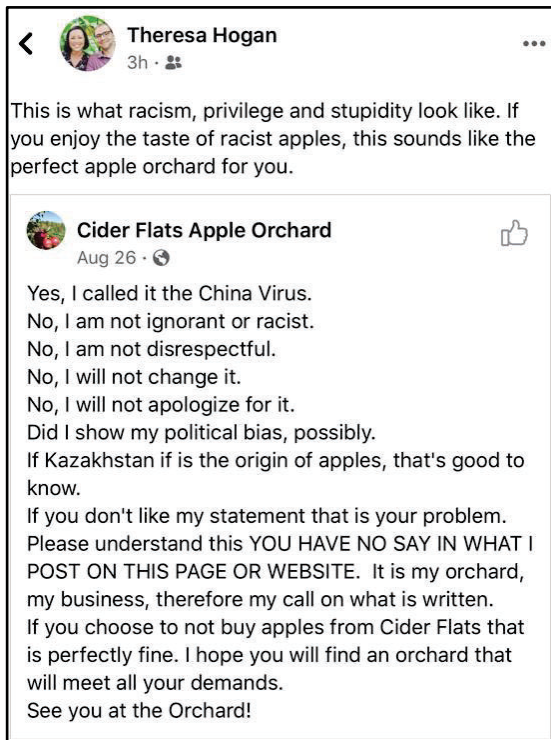 Theresa Hogan
3h ·
This is what racism, privilege and stupidity look like. If
you enjoy the taste of racist apples, this sounds like the
perfect apple orchard for you.
Cider Flats Apple Orchard
Aug 26 ·
Yes, I called it the China Virus.
No, I am not ignorant or racist.
No, I am not disrespectful.
No, I will not change it.
No, I will not apologize for it.
Did I show my political bias, possibly.
If Kazakhstan if is the origin of apples, that's good to
know.
If you don't like my statement that is your problem.
Please understand this YOU HAVE NO SAY IN WHAT I
POST ON THIS PAGE OR WEBSITE.  It is my orchard,
my business, therefore my call on what is written.
If you choose to not buy apples from Cider Flats that
is perfectly fine. I hope you will find an orchard that
will meet all your demands.
See you at the Orchard!